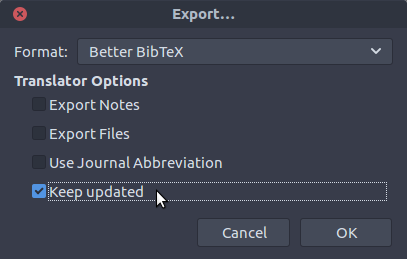 Export...
Format: Better BibTeX
Translator Options
Export Notes
Export Files
Use Journal Abbreviation
Keep updated
Cancel OK